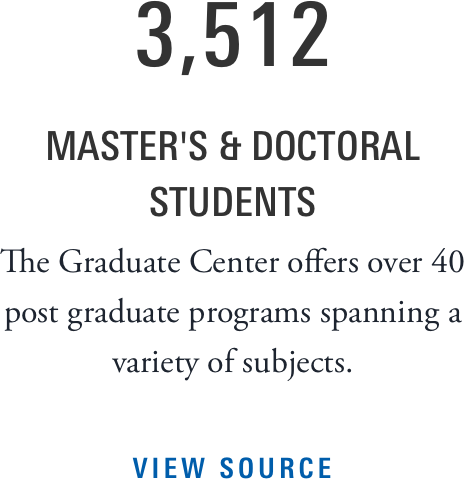 3,512
MASTER'S & DOCTORAL
STUDENTS
The Graduate Center offers over 40
post graduate programs spanning a
variety of subjects.
VIEW SOURCE